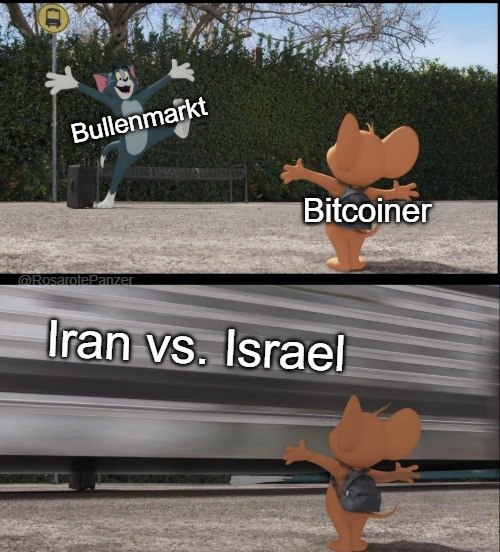 Bullenmarkt
Bitcoiner
@RosarotePanzer
Iran vs. Israel